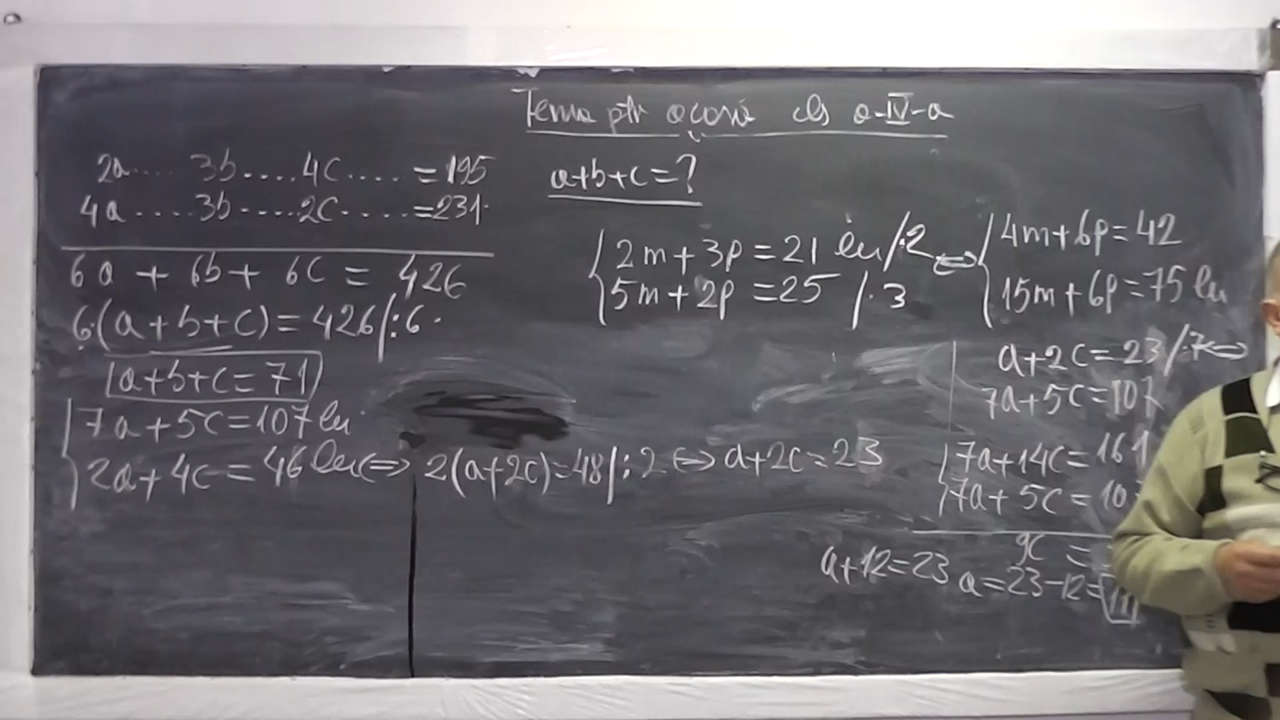 Tema ptr acasă cls a-IV-a
2a.... 3b....4c.... = 195
4a ....3b ....2c.....=231.
6a + 6b + 6c = 426
6.(a+b+c) = 426/:6.
a+b+c = 71
7a+5c=107 lei
2a+4c = 46 lei⇔ 2(a+2c)=48/:2 ⇔ a+2c=23
a+b+c=?
2m+3p=21 lei/·2 ⇔
5m+2p =25 /·3
4m+6p=42
15m+6p=75 lei
a+2c=23/·7⇔
7a+5c=107
7a+14c=161
7a+5c=10
9c =
a+12=23 a=23-12=11